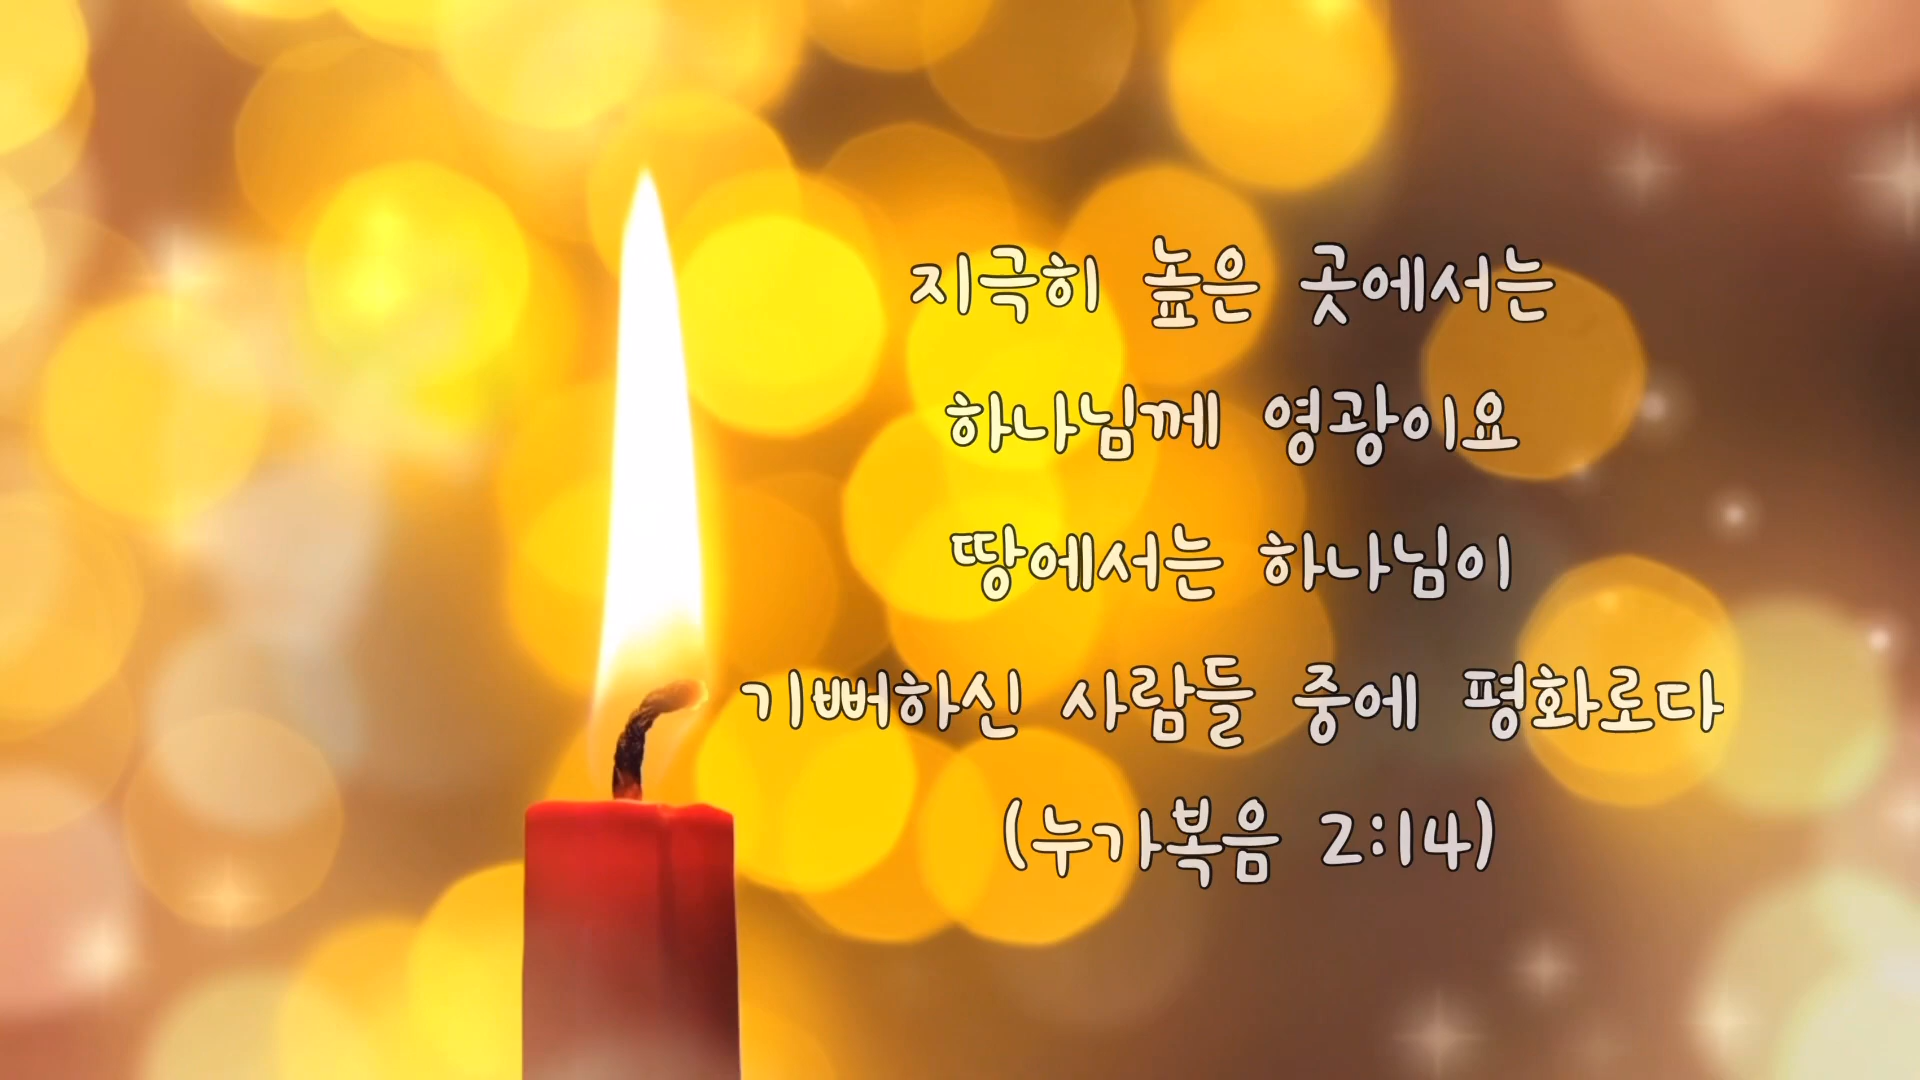 지극히 높은 곳에서는
하나님께 영광이요
땅에서는 하나님이
기뻐하신 사람들 중에 평화로다
(누가복음 2:14)